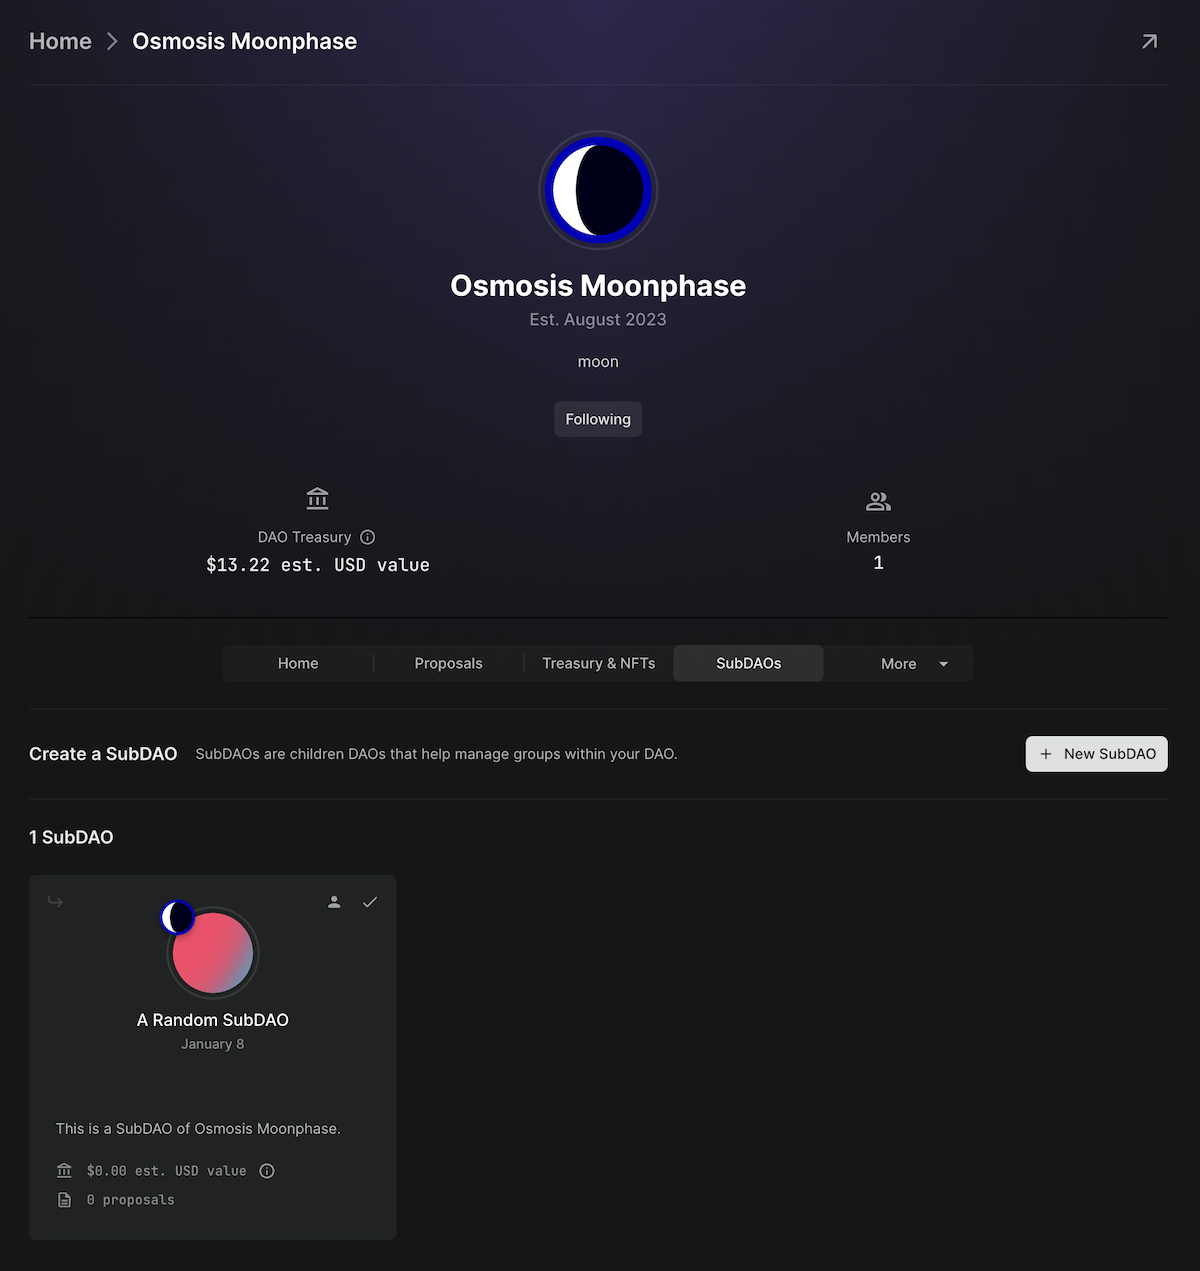 Home > Osmosis Moonphase
Osmosis Moonphase
Est. August 2023
moon
Following
DAO Treasury
$13.22 est. USD value
Members
1
Home
Proposals
Treasury & NFTs
SubDAOs
More
Create a SubDAO
SubDAOs are children DAOs that help manage groups within your DAO.
+ New SubDAO
1 SubDAO
A Random SubDAO
January 8
This is a SubDAO of Osmosis Moonphase.
$0.00 est. USD value
0 proposals